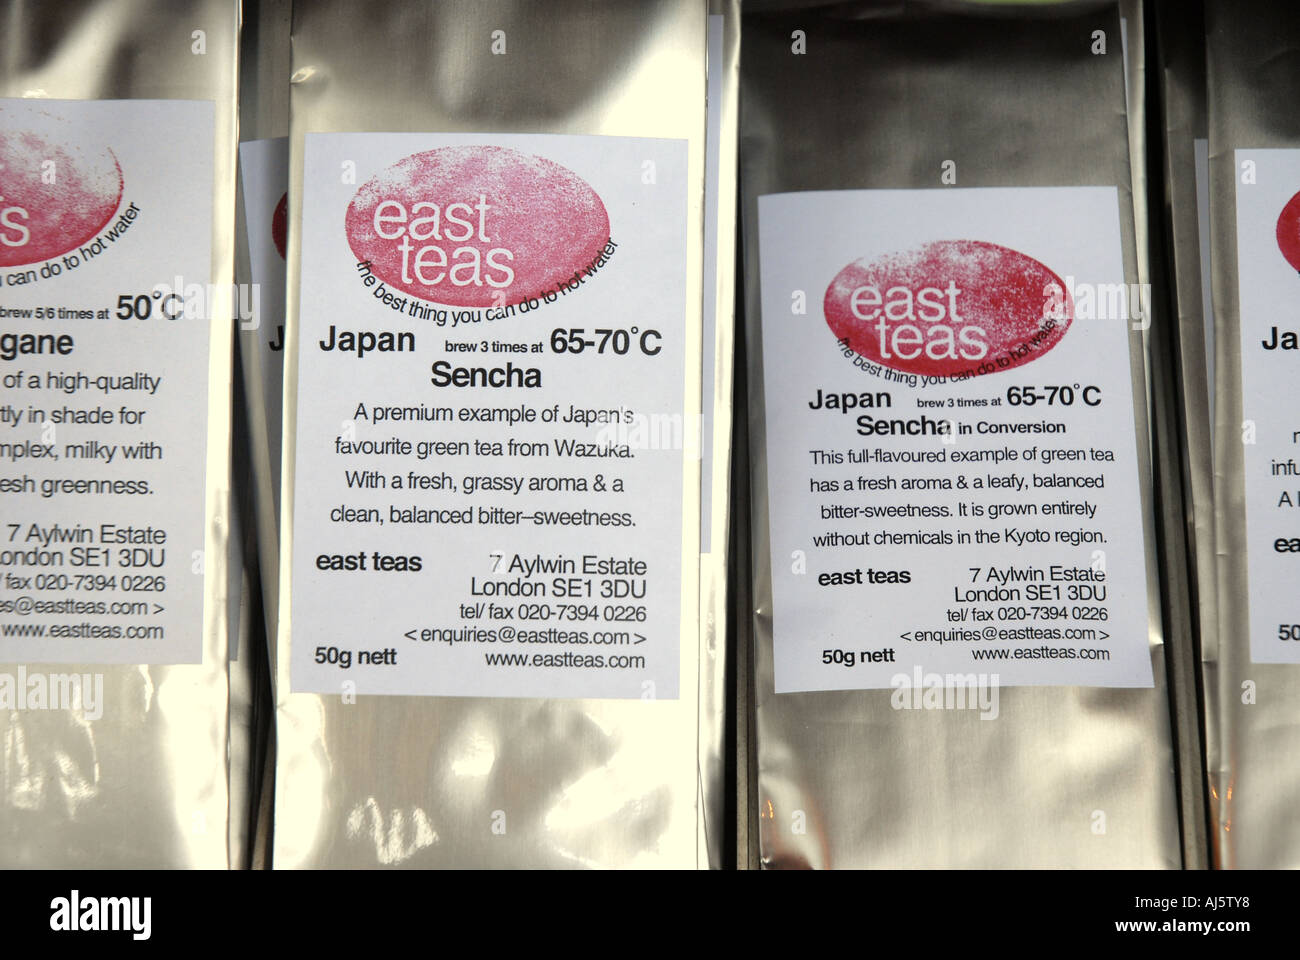 s
u can do to hot water
brew 5/6 times at 50°C
gane
of a high-quality
tly in shade for
mplex, milky with
esh greenness.
7 Aylwin Estate
London SE1 3DU
/ fax 020-7394 0226
es@eastteas.com >
www.eastteas.com
J
east
teas
the best thing you can do to hot water
Japan brew 3 times at 65-70°C
Sencha
A premium example of Japan's
favourite green tea from Wazuka.
With a fresh, grassy aroma & a
clean, balanced bitter-sweetness.
east teas 7 Aylwin Estate
London SE1 3DU
tel/ fax 020-7394 0226
< enquiries@eastteas.com >
50g nett www.eastteas.com
east
teas
the best thing you can do to hot water
Japan brew 3 times at 65-70°C
Sencha in Conversion
This full-flavoured example of green tea
has a fresh aroma & a leafy, balanced
bitter-sweetness. It is grown entirely
without chemicals in the Kyoto region.
east teas 7 Aylwin Estate
London SE1 3DU
tel/ fax 020-7394 0226
< enquiries@eastteas.com >
50g nett www.eastteas.com
Ja
infu
A l
ea
50
alamy
alamy
Image ID: AJ5TY8
www.alamy.com